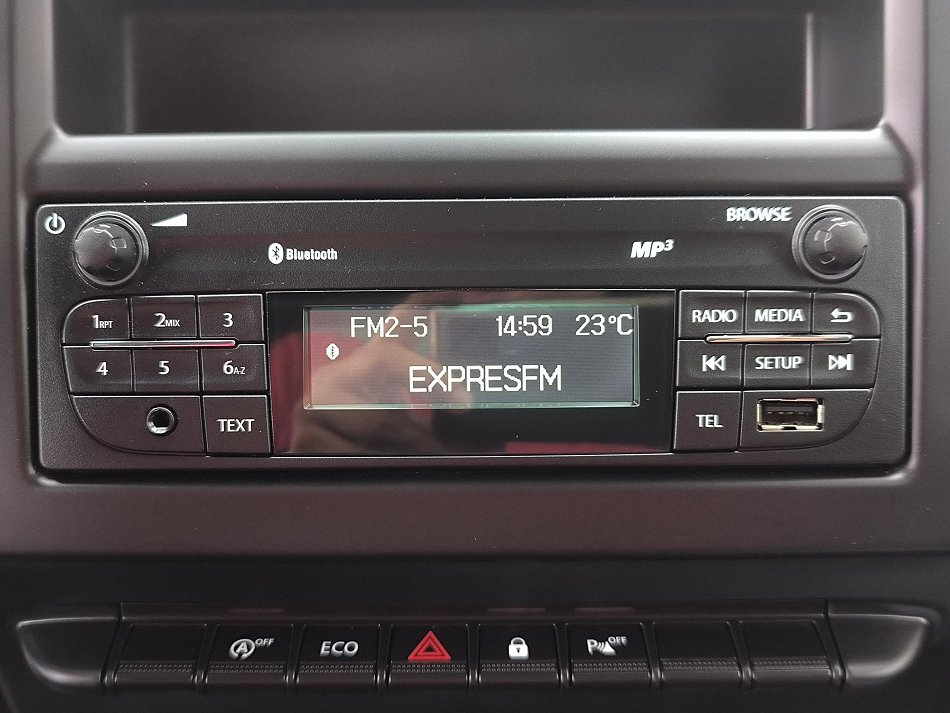 BROWSE
Bluetooth
MP3
1RPT 2MIX 3
FM2-5 14:59 23°C
RADIO MEDIA
4 5 6A-Z
EXPRESFM
SETUP
TEXT
TEL
A OFF
ECO
P OFF